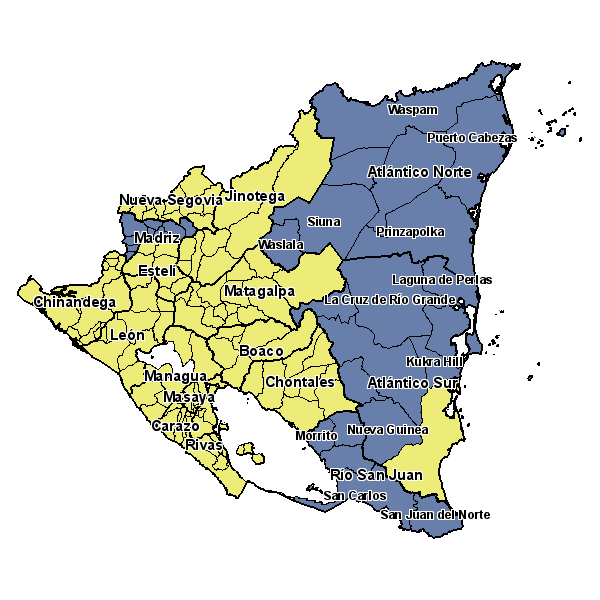 Waspam
Puerto Cabezas
Atlántico Norte
Nueva Segovia
Jinotega
Siuna
Prinzapolka
Madriz
Waslala
Estelí
Laguna de Perlas
Matagalpa
La Cruz de Río Grande
Chinandega
León
Boaco
Kukra Hill
Managua
Chontales
Atlántico Sur
Masaya
Carazo
Nueva Guinea
Morrito
Rivas
Río San Juan
San Carlos
San Juan del Norte